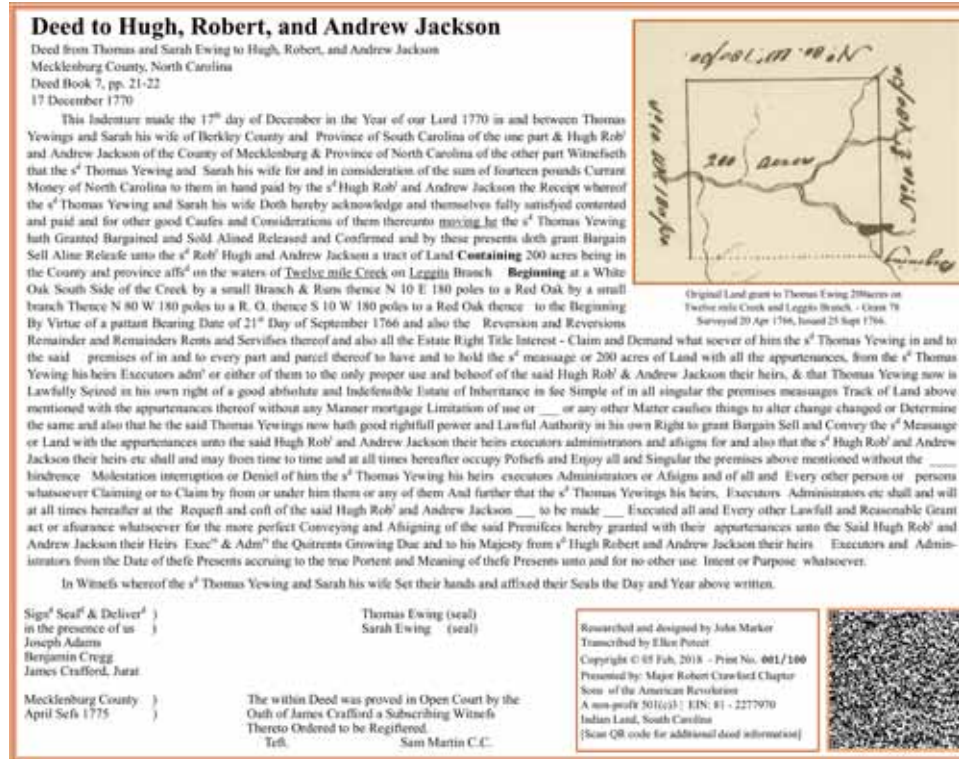 Deed to Hugh, Robert, and Andrew Jackson
Deed from Thomas and Sarah Ewing to Hugh, Robert, and Andrew Jackson
Mecklenburg County, North Carolina
Deed Book 7, pp. 21-22
17 December 1770
This Indenture made the 17th day of December in the Year of our Lord 1770 in and between Thomas
Yewings and Sarah his wife of Berkley County and Province of South Carolina of the one part & Hugh Robt
and Andrew Jackson of the County of Mecklenburg & Province of North Carolina of the other part Witnefseth
that the sd Thomas Yewing and Sarah his wife for and in consideration of the sum of fourteen pounds Currant
Money of North Carolina to them in hand paid by the sd Hugh Robt and Andrew Jackson the Receipt whereof
the sd Thomas Yewing and Sarah his wife Doth hereby acknowledge and themselves fully satisfyed contented
and paid and for other good Caufes and Considerations of them thereunto moving he the sd Thomas Yewing
hath Granted Bargained and Sold Alined Released and Confirmed and by these presents doth grant Bargain
Sell Aline Releafe unto the sd Robt Hugh and Andrew Jackson a tract of Land Containing 200 acres being in
the County and province affsd on the waters of Twelve mile Creek on Leggits Branch Beginning at a White
Oak South Side of the Creek by a small Branch & Runs thence N 10 E 180 poles to a Red Oak by a small
branch Thence N 80 W 180 poles to a R. O. thence S 10 W 180 poles to a Red Oak thence to the Beginning
By Virtue of a pattant Bearing Date of 21st Day of September 1766 and also the Reversion and Reversions
Remainder and Remainders Rents and Servifses thereof and also all the Estate Right Title Interest - Claim and Demand what soever of him the sd Thomas Yewing in and to
the said premises of in and to every part and parcel thereof to have and to hold the sd measuage or 200 acres of Land with all the appurtenances, from the sd Thomas
Yewing his heirs Executors admrs or either of them to the only proper use and behoof of the said Hugh Robt & Andrew Jackson their heirs, & that Thomas Yewing now is
Lawfully Seized in his own right of a good abfolute and Indefensible Estate of Inheritance in fee Simple of in all singular the premises measuages Track of Land above
mentioned with the appurtenances thereof without any Manner mortgage Limitation of use or ___ or any other Matter caufses things to alter change changed or Determine
the same and also that he the said Thomas Yewings now hath good rightfull power and Lawful Authority in his own Right to grant Bargain Sell and Convey the sd Measuage
or Land with the appurtenances unto the said Hugh Robt and Andrew Jackson their heirs executors administrators and afsigns for and also that the sd Hugh Robt and Andrew
Jackson their heirs etc shall and may from time to time and at all times hereafter occupy Pofsefs and Enjoy all and Singular the premises above mentioned without the ____
hindrence Molestation interruption or Deniel of him the sd Thomas Yewing his heirs executors Administrators or Afsigns and of all and Every other person or persons
whatsoever Claiming or to Claim by from or under him them or any of them And further that the sd Thomas Yewings his heirs, Executors Administrators etc shall and will
at all times hereafter at the Requeft and coft of the said Hugh Robt and Andrew Jackson ___ to be made ___ Executed all and Every other Lawfull and Reasonable Grant
act or afsurance whatsoever for the more perfect Conveying and Afsigning of the said Premifces hereby granted with their appurtenances unto the Said Hugh Robt and
Andrew Jackson their Heirs Execrs & Admrs the Quitrents Growing Due and to his Majesty from sd Hugh Robert and Andrew Jackson their heirs Executors and Admin-
istrators from the Date of thefe Presents accruing to the true Portent and Meaning of thefe Presents unto and for no other use Intent or Purpose whatsoever.
In Witnefs whereof the sd Thomas Yewing and Sarah his wife Set their hands and affixed their Seals the Day and Year above written.
200 acres
Beginning
Original Land grant to Thomas Ewing 200acres on
Twelve mile Creek and Leggits Branch. - Grant 78
Surveyed 20 Apr 1766, Issued 25 Sept 1766.
Signd Seald & Deliverd )
in the presence of us )
Joseph Adams
Benjamin Cregg
James Crafford, Jurat
Thomas Ewing (seal)
Sarah Ewing (seal)
Mecklenburg County )
April Sefs 1775 )
The within Deed was proved in Open Court by the
Oath of James Crafford a Subscribing Witnefs
Thereto Ordered to be Regiftered.
Teft. Sam Martin C.C.
Researched and designed by John Marker
Transcribed by Ellen Poteet
Copyright © 05 Feb, 2018 - Print No. 001/100
Presented by: Major Robert Crawford Chapter
Sons of the American Revolution
A non-profit 501(c)3 | EIN: 81 - 2277970
Indian Land, South Carolina
[Scan QR code for additional deed information]